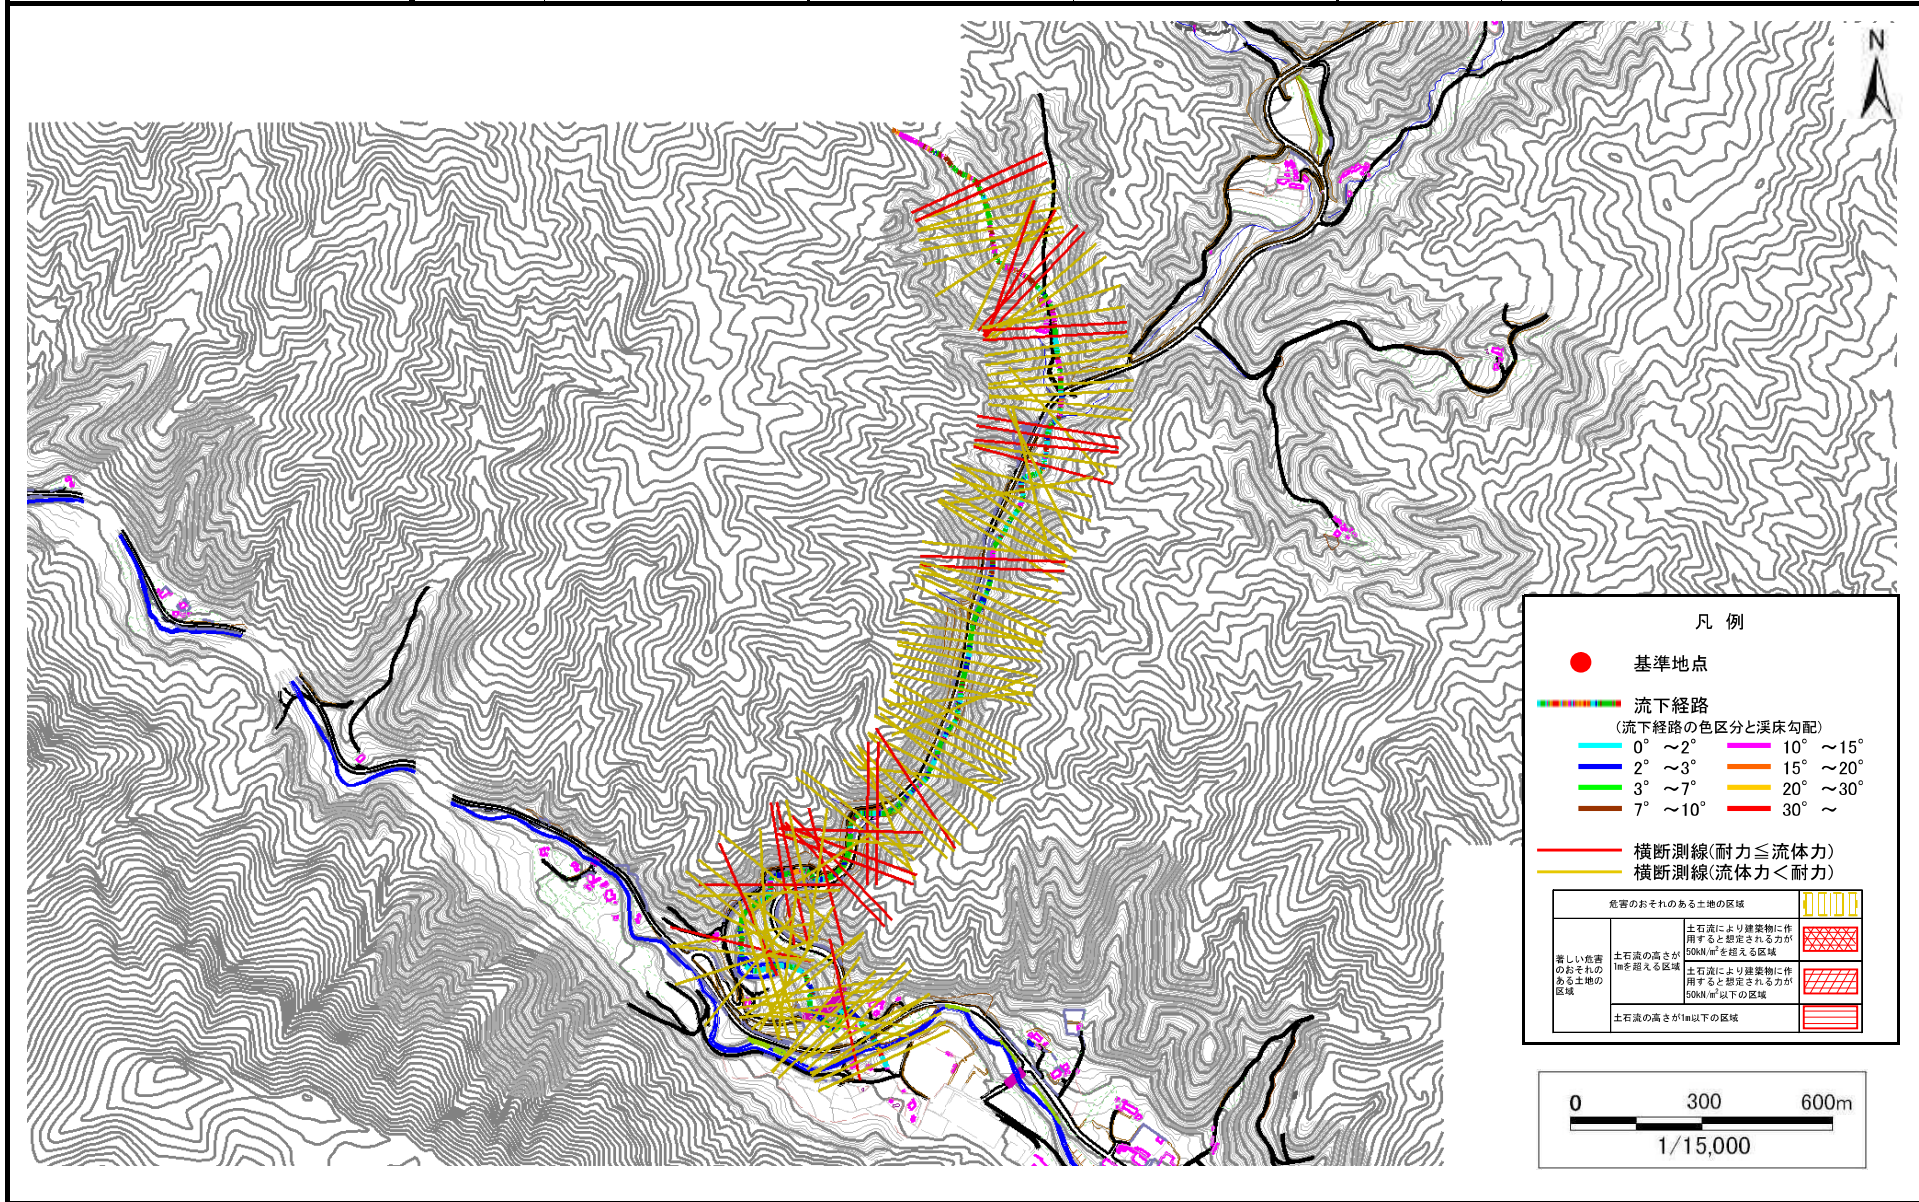 N
凡 例
基準地点
流下経路
(流下経路の色区分と渓床勾配)
0° ～2° 10° ～15°
2° ～3° 15° ～20°
3° ～7° 20° ～30°
7° ～10° 30° ～
横断測線(耐力≦流体力)
横断測線(流体力＜耐力)
危害のおそれのある土地の区域
著しい危害
のおそれの
ある土地の
区域
土石流の高さが
1mを超える区域
土石流により建築物に作
用すると想定される力が
50kN/m²を超える区域
土石流により建築物に作
用すると想定される力が
50kN/m²以下の区域
土石流の高さが1m以下の区域
0 300 600m
1/15,000